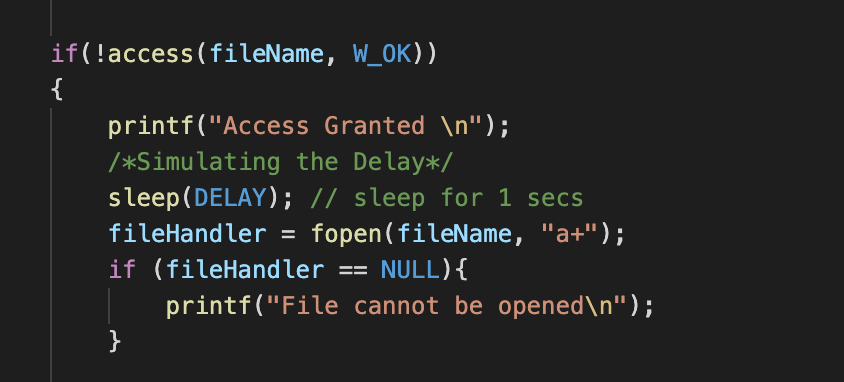 if(!access(fileName, W_OK))
{
printf("Access Granted \n");
/*Simulating the Delay*/
sleep(DELAY); // sleep for 1 secs
fileHandler = fopen(fileName, "a+");
if (fileHandler == NULL){
printf("File cannot be opened\n");
}